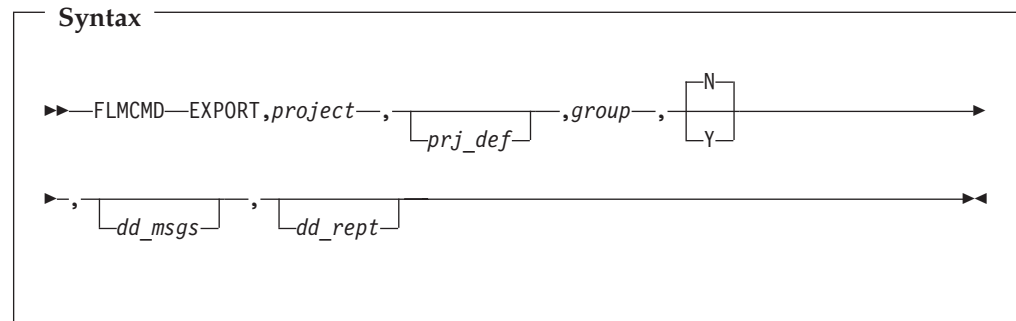 Syntax
N
FLMCMD EXPORT,project , ,group ,
prj_def Y
, ,
dd_msgs dd_rept